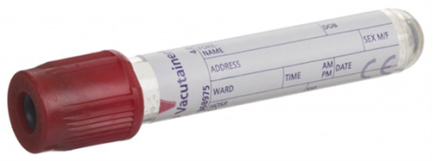 Vacutainer
NAME
DOB
ADDRESS
SEX M/F
WARD
TIME
AM
PM
DATE
CE